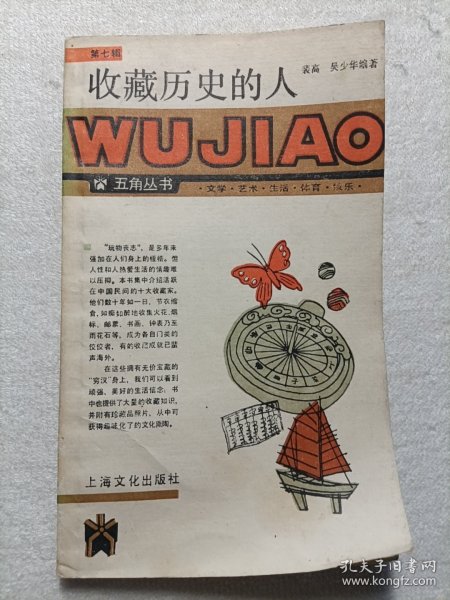 第七辑
收藏历史的人
裴高 吴少华编著
WUJIAO
五角丛书
·文学·艺术·生活·体育·娱乐·
“玩物丧志”,是多年来
强加在人们身上的桎梏。但
人性和人热爱生活的情趣难
以压抑。本书集中介绍活跃
在中国民间的十大收藏家。
他们数十年如一日,节衣缩
食,如痴如醉地收集火花、烟
标、邮票、书画、钟表乃至
雨花石等,成为各自门类的
佼佼者,有的收藏成就已蜚
声海外。
在这些拥有无价宝藏的
“穷汉”身上,我们可以看到
顽强、美好的生活信念;书
中也提供了大量的收藏知识,
并附有珍藏品照片,从中可
获得趣味化了的文化熏陶。
上海文化出版社
孔夫子旧书网
www.kongfz.com